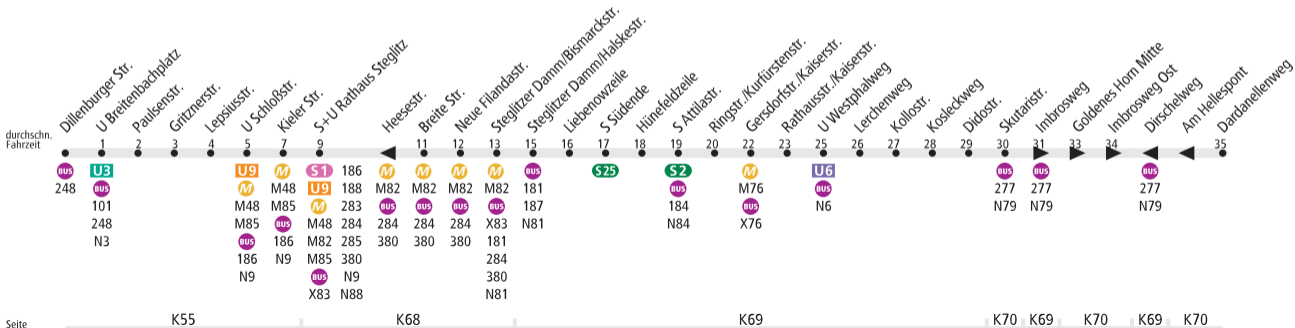 Dillenburger Str.
U Breitenbachplatz
Paulsenstr.
Gritznerstr.
Lepsiusstr.
U Schloßstr.
Kieler Str.
S+U Rathaus Steglitz
Heesestr.
Breite Str.
Neue Filandastr.
Steglitzer Damm/Bismarckstr.
Steglitzer Damm/Halskestr.
Liebenowzeile
S Südende
Hünefeldzeile
S Attilastr.
Ringstr./Kurfürstenstr.
Gersdorfstr./Kaiserstr.
Rathausstr./Kaiserstr.
U Westphalweg
Lerchenweg
Kollostr.
Kosleckweg
Didostr.
Skutaristr.
Imbrosweg
Goldenes Horn Mitte
Imbrosweg Ost
Dirschelweg
Am Hellespont
Dardanellenweg
durchschn.
Fahrzeit
1 2 3 4 5 7 9 11 12 13 15 16 17 18 19 20 22 23 25 26 27 28 29 30 31 33 34 35
BUS
248
U3
BUS
101
248
N3
U9
M
M48
M85
BUS
186
N9
M
M48
M85
BUS
186
N9
S1
U9
M
M48
M82
M85
BUS
X83
186
188
283
284
285
380
N9
N88
M
M82
BUS
284
380
M
M82
BUS
284
380
M
M82
BUS
284
380
M
M82
BUS
X83
181
284
380
N81
BUS
181
187
N81
S25
S2
BUS
184
N84
M
M76
BUS
X76
U6
BUS
N6
BUS
277
N79
BUS
277
N79
BUS
277
N79
Seite
K55 K68 K69 K70 K69 K70 K69 K70